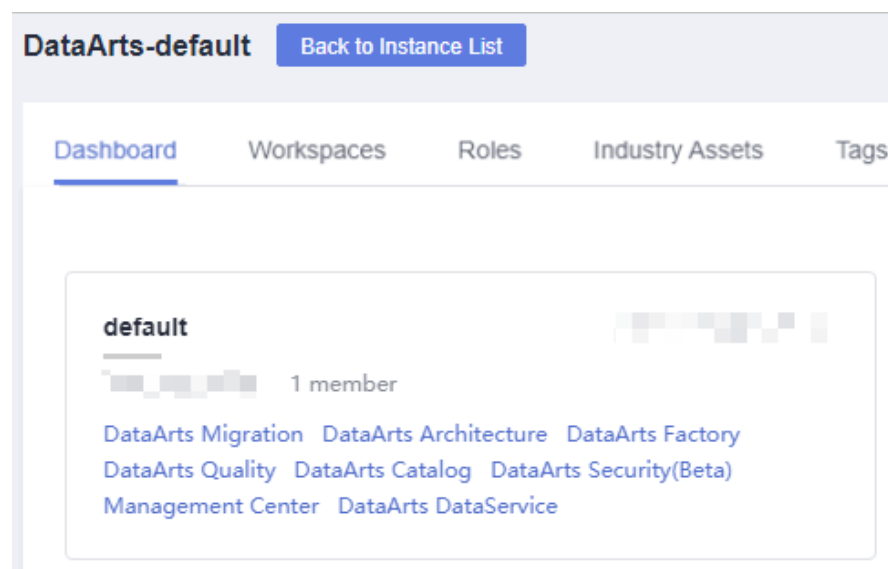 DataArts-default Back to Instance List
Dashboard Workspaces Roles Industry Assets Tags
default
1 member
DataArts Migration DataArts Architecture DataArts Factory
DataArts Quality DataArts Catalog DataArts Security(Beta)
Management Center DataArts DataService